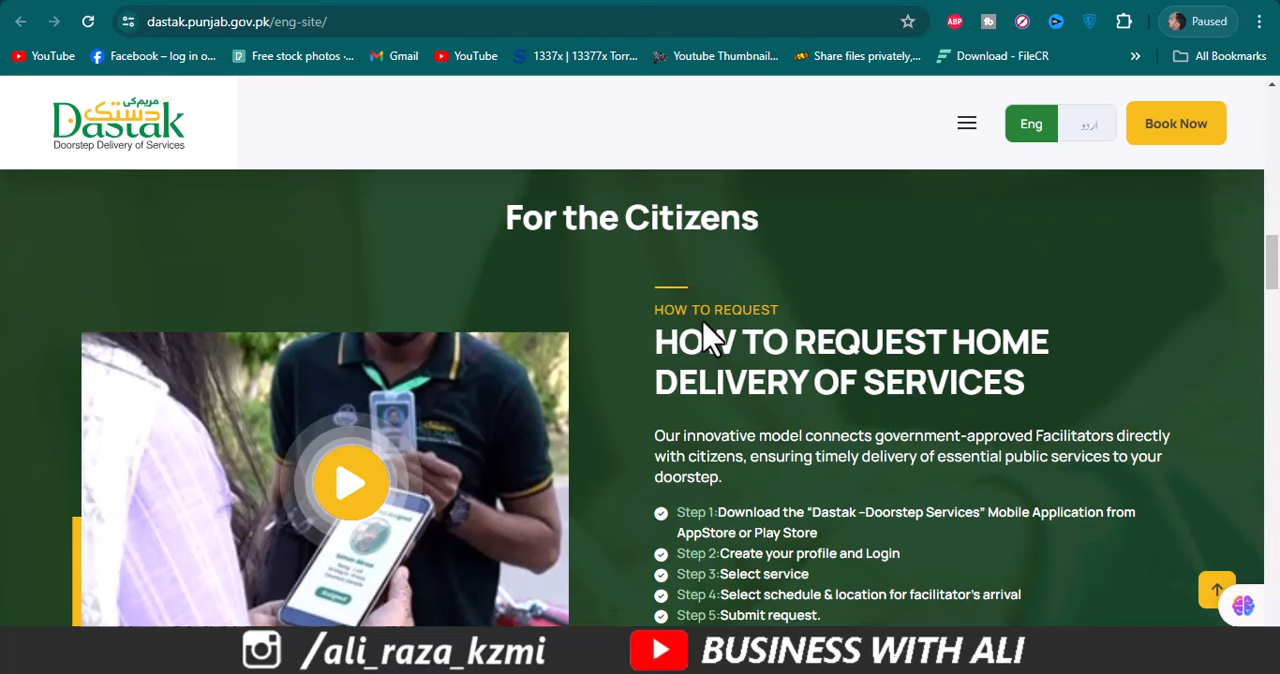 dastak.punjab.gov.pk/eng-site/
ABP
Paused
YouTube
Facebook – log in o...
Free stock photos -...
Gmail
YouTube
1337x | 13377x Torr...
Youtube Thumbnail...
Share files privately,...
Download - FileCR
»
All Bookmarks
مریم کی
دستک
Dastak
Doorstep Delivery of Services
Eng
اردو
Book Now
For the Citizens
HOW TO REQUEST
HOW TO REQUEST HOME
DELIVERY OF SERVICES
Our innovative model connects government-approved Facilitators directly
with citizens, ensuring timely delivery of essential public services to your
doorstep.
Step 1:Download the “Dastak –Doorstep Services” Mobile Application from
AppStore or Play Store
Step 2:Create your profile and Login
Step 3:Select service
Step 4:Select schedule & location for facilitator's arrival
Step 5:Submit request.
/ali_raza_kzmi
BUSINESS WITH ALI